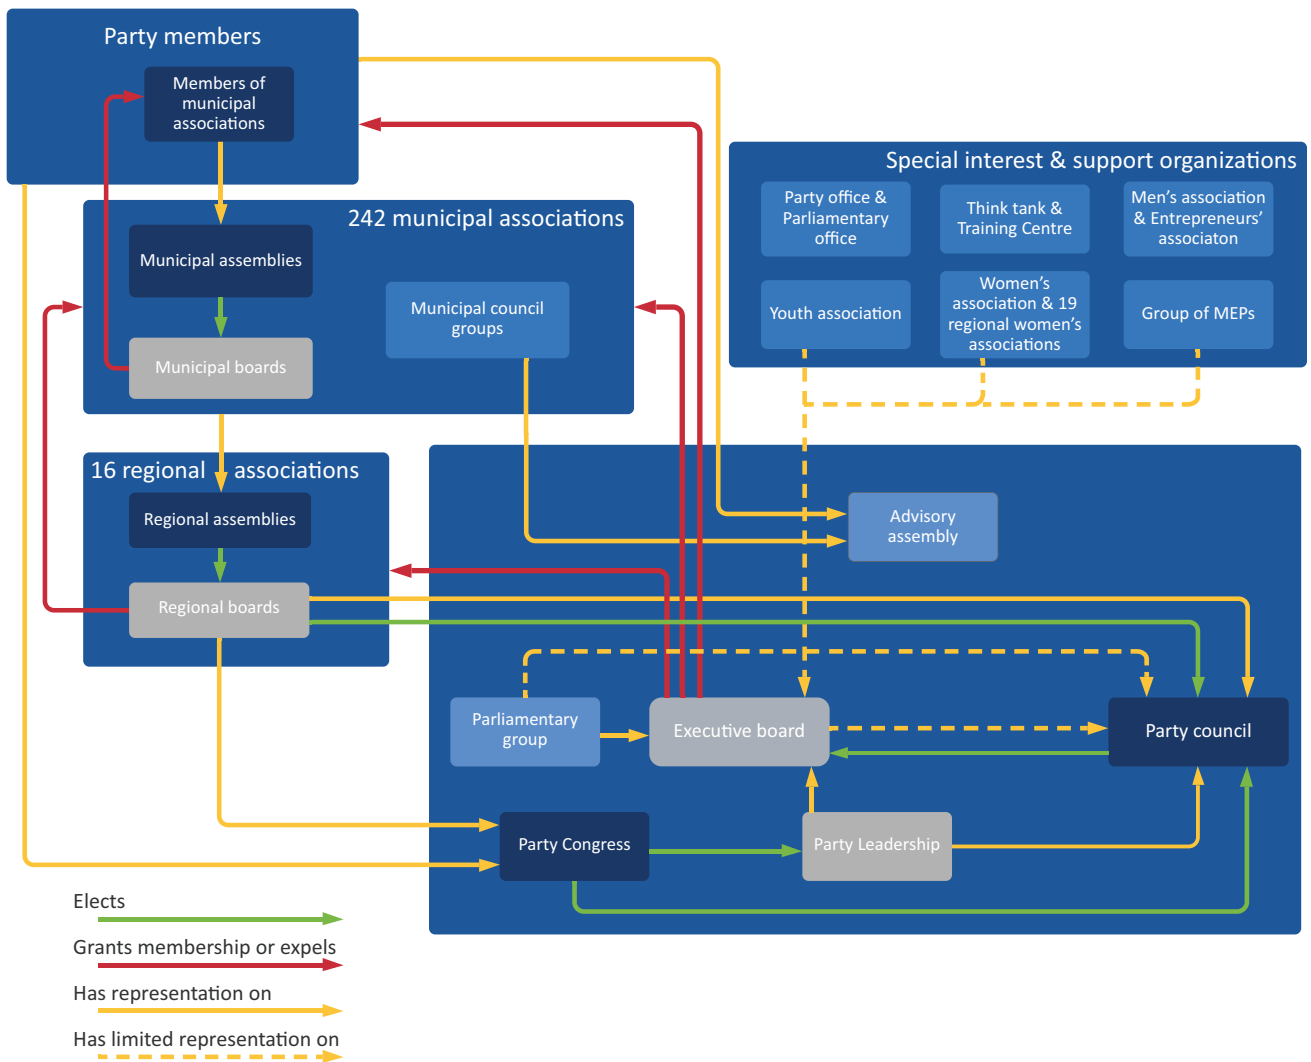 Party members
Members of
municipal
associations
242 municipal associations
Municipal assemblies
Municipal council
groups
Municipal boards
Special interest & support organizations
Party office &
Parliamentary
office
Think tank &
Training Centre
Men's association
& Entrepreneurs'
associaton
Youth association
Women's
association & 19
regional women's
associations
Group of MEPs
16 regional associations
Regional assemblies
Regional boards
Advisory
assembly
Parliamentary
group
Executive board
Party council
Party Congress
Party Leadership
Elects
Grants membership or expels
Has representation on
Has limited representation on